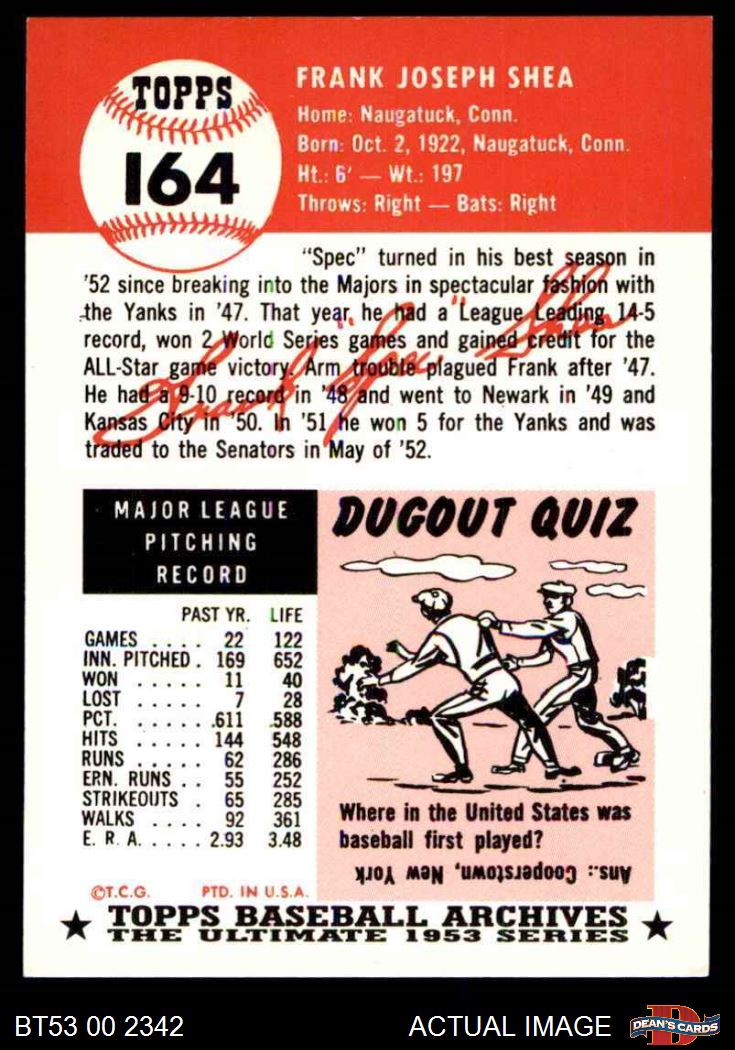 TOPPS
164
FRANK JOSEPH SHEA
Home: Naugatuck, Conn.
Born: Oct. 2, 1922, Naugatuck, Conn.
Ht.: 6' — Wt.: 197
Throws: Right — Bats: Right
"Spec" turned in his best season in
'52 since breaking into the Majors in spectacular fashion with
the Yanks in '47. That year he had a League Leading 14-5
record, won 2 World Series games and gained credit for the
ALL-Star game victory. Arm trouble plagued Frank after '47.
He had a 9-10 record in '48 and went to Newark in '49 and
Kansas City in '50. In '51 he won 5 for the Yanks and was
traded to the Senators in May of '52.
Frank "Spec" Shea
MAJOR LEAGUE
PITCHING
RECORD
PAST YR. LIFE
GAMES .... 22 122
INN. PITCHED . 169 652
WON ...... 11 40
LOST ..... 7 28
PCT. ...... .611 .588
HITS ..... 144 548
RUNS ..... 62 286
ERN. RUNS .. 55 252
STRIKEOUTS . 65 285
WALKS .... 92 361
E. R. A. ..... 2.93 3.48
©T.C.G. PTD. IN U.S.A.
DUGOUT QUIZ
Where in the United States was
baseball first played?
Ans.: Cooperstown, New York
★ TOPPS BASEBALL ARCHIVES ★
THE ULTIMATE 1953 SERIES
BT53 00 2342
ACTUAL IMAGE
D
DEAN'S CARDS